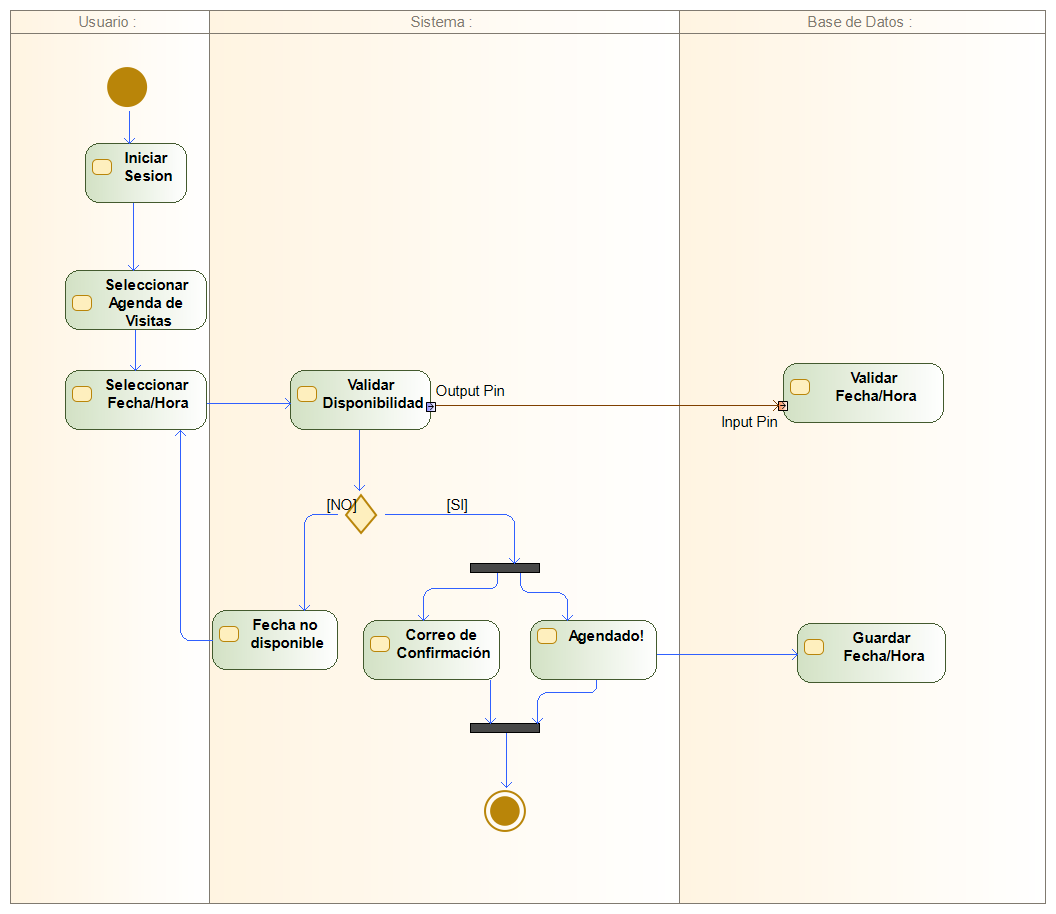 Usuario :
Sistema :
Base de Datos :
Iniciar
Sesion
Seleccionar
Agenda de
Visitas
Seleccionar
Fecha/Hora
Validar
Disponibilidad
Output Pin
Input Pin
Validar
Fecha/Hora
[NO]
[SI]
Fecha no
disponible
Correo de
Confirmación
Agendado!
Guardar
Fecha/Hora